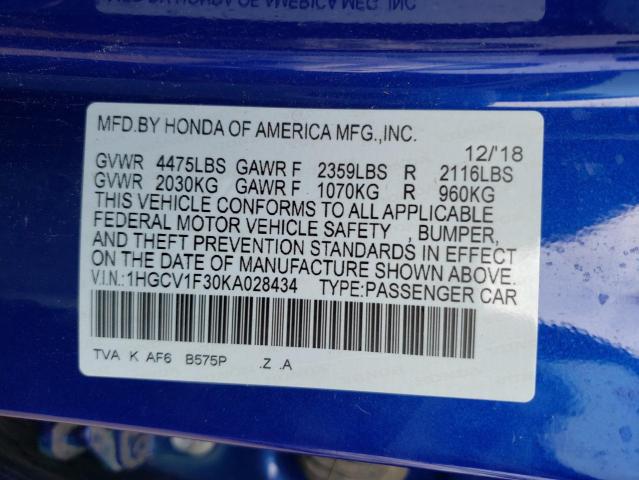 MFD.BY HONDA OF AMERICA MFG.,INC.
12/'18
GVWR 4475LBS GAWR F 2359LBS R 2116LBS
GVWR 2030KG GAWR F 1070KG R 960KG
THIS VEHICLE CONFORMS TO ALL APPLICABLE
FEDERAL MOTOR VEHICLE SAFETY , BUMPER,
AND THEFT PREVENTION STANDARDS IN EFFECT
ON THE DATE OF MANUFACTURE SHOWN ABOVE.
V.I.N.:1HGCV1F30KA028434 TYPE:PASSENGER CAR
TVA K AF6 B575P .Z .A